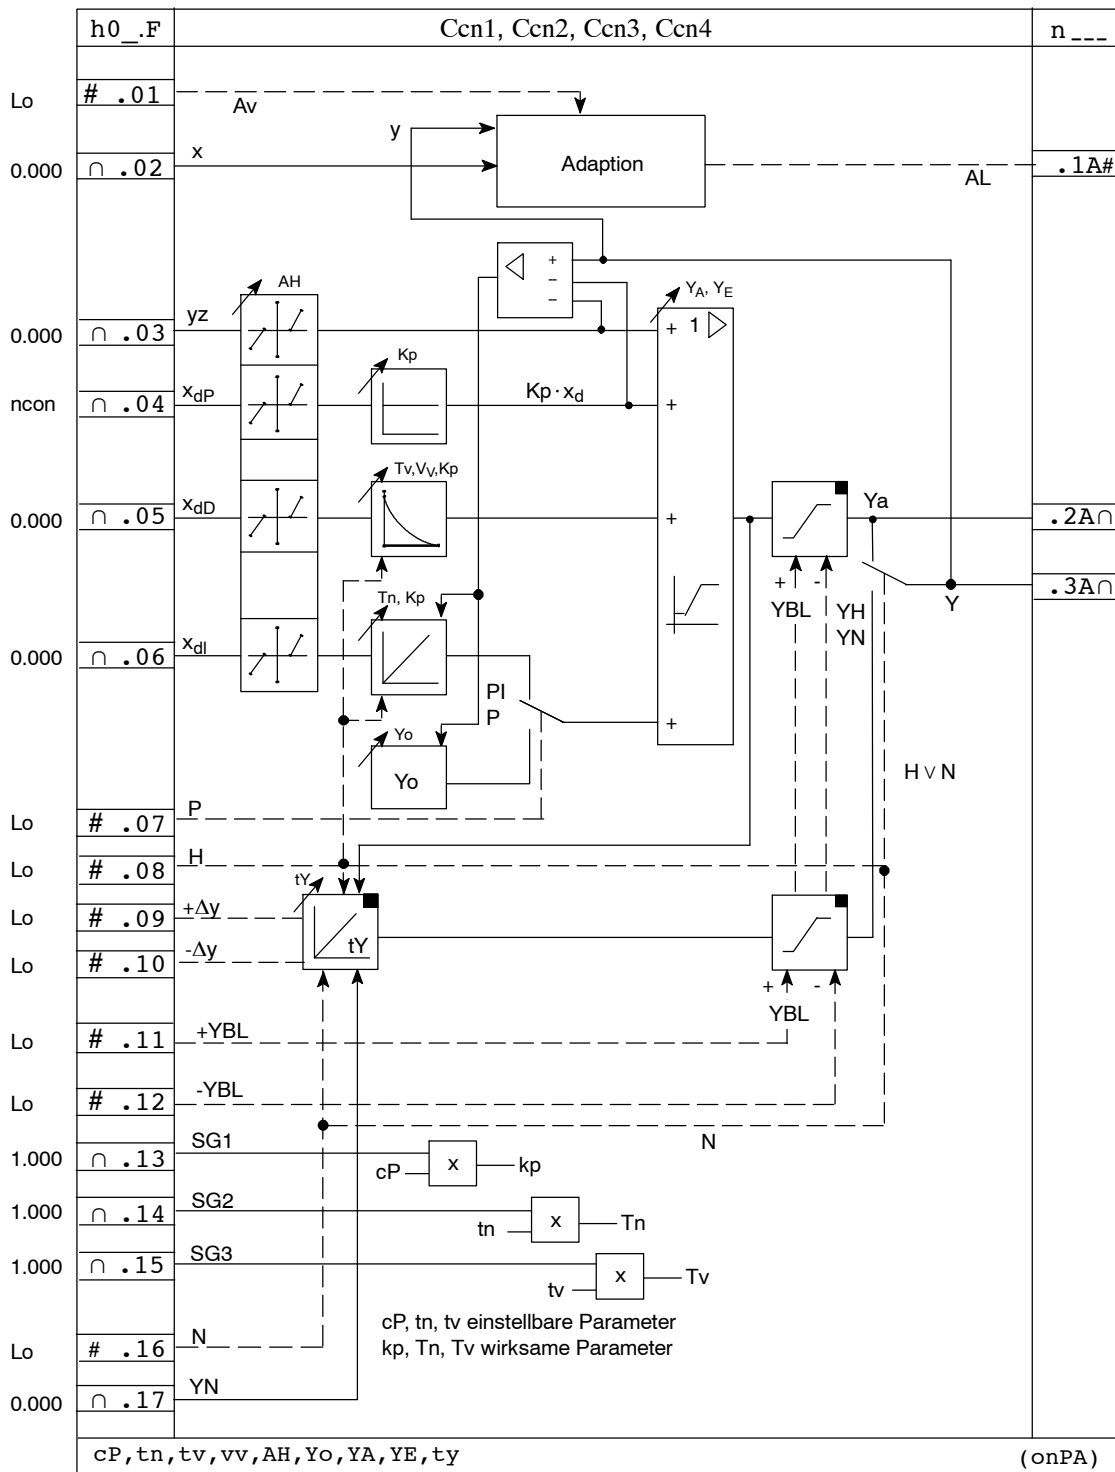 h0_.F Ccn1, Ccn2, Ccn3, Ccn4 n___
Lo # .01 Av
y
0.000 ∩ .02 x Adaption AL .1A#
+
−
−
AH
Y_A, Y_E
0.000 ∩ .03 yz + 1
Kp
ncon ∩ .04 x_dP Kp · x_d +
Tv,V_V,Kp
0.000 ∩ .05 x_dD + Ya .2A∩
+ -
YBL YH
YN
Y .3A∩
Tn, Kp
0.000 ∩ .06 x_dI
PI
P +
Yo
Yo
H ∨ N
Lo # .07 P
Lo # .08 H
tY
Lo # .09 +Δy
tY
Lo # .10 -Δy
+ -
YBL
Lo # .11 +YBL
Lo # .12 -YBL
N
1.000 ∩ .13 SG1
cP x kp
1.000 ∩ .14 SG2
tn x Tn
1.000 ∩ .15 SG3
tv x Tv
cP, tn, tv einstellbare Parameter
kp, Tn, Tv wirksame Parameter
Lo # .16 N
0.000 ∩ .17 YN
cP,tn,tv,vv,AH,Yo,YA,YE,ty (onPA)